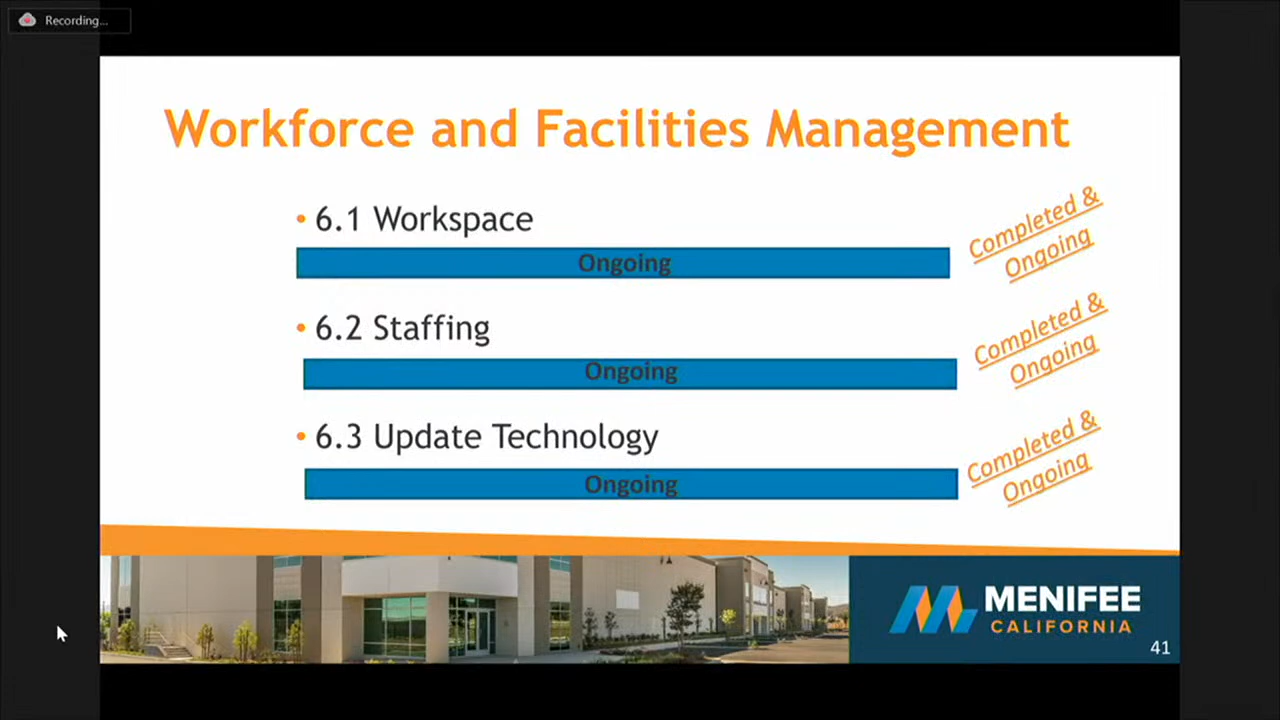 Recording...
Workforce and Facilities Management
• 6.1 Workspace
Ongoing
Completed &
Ongoing
• 6.2 Staffing
Ongoing
Completed &
Ongoing
• 6.3 Update Technology
Ongoing
Completed &
Ongoing
MENIFEE
CALIFORNIA
41